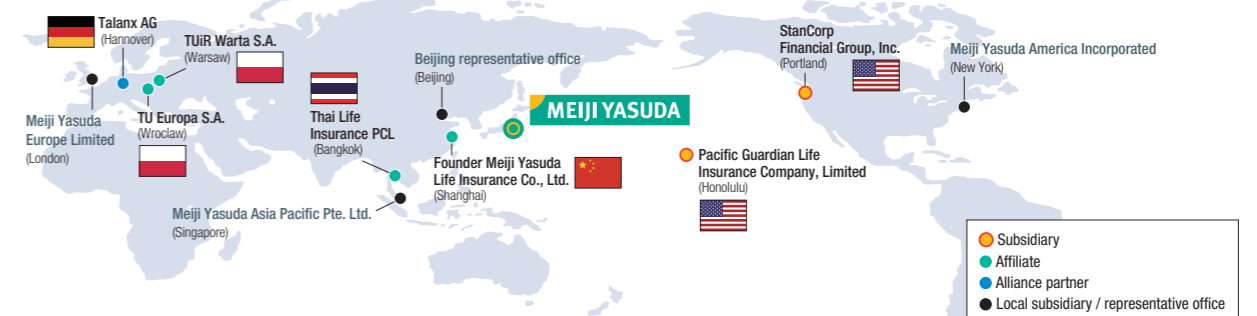 Talanx AG
(Hannover)
TUiR Warta S.A.
(Warsaw)
Meiji Yasuda
Europe Limited
(London)
TU Europa S.A.
(Wroclaw)
Thai Life
Insurance PCL
(Bangkok)
Meiji Yasuda Asia Pacific Pte. Ltd.
(Singapore)
Beijing representative office
(Beijing)
MEIJI YASUDA
Founder Meiji Yasuda
Life Insurance Co., Ltd.
(Shanghai)
StanCorp
Financial Group, Inc.
(Portland)
Meiji Yasuda America Incorporated
(New York)
Pacific Guardian Life
Insurance Company, Limited
(Honolulu)
Subsidiary
Affiliate
Alliance partner
Local subsidiary / representative office